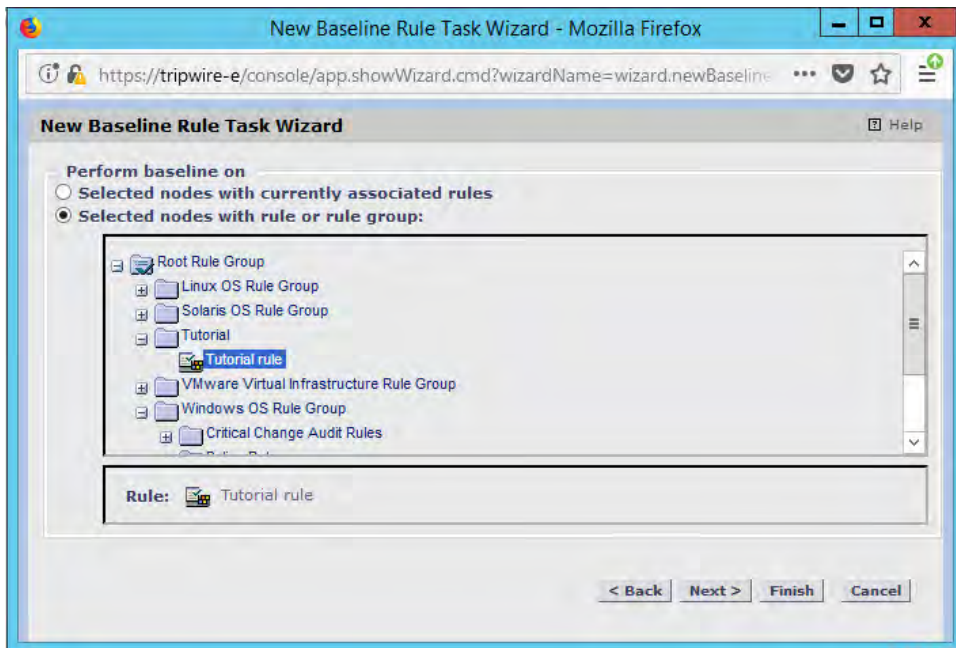 New Baseline Rule Task Wizard - Mozilla Firefox
https://tripwire-e/console/app.showWizard.cmd?wizardName=wizard.newBaseline
New Baseline Rule Task Wizard
Help
Perform baseline on
Selected nodes with currently associated rules
Selected nodes with rule or rule group:
Root Rule Group
Linux OS Rule Group
Solaris OS Rule Group
Tutorial
Tutorial rule
VMware Virtual Infrastructure Rule Group
Windows OS Rule Group
Critical Change Audit Rules
Rule: Tutorial rule
< Back Next > Finish Cancel